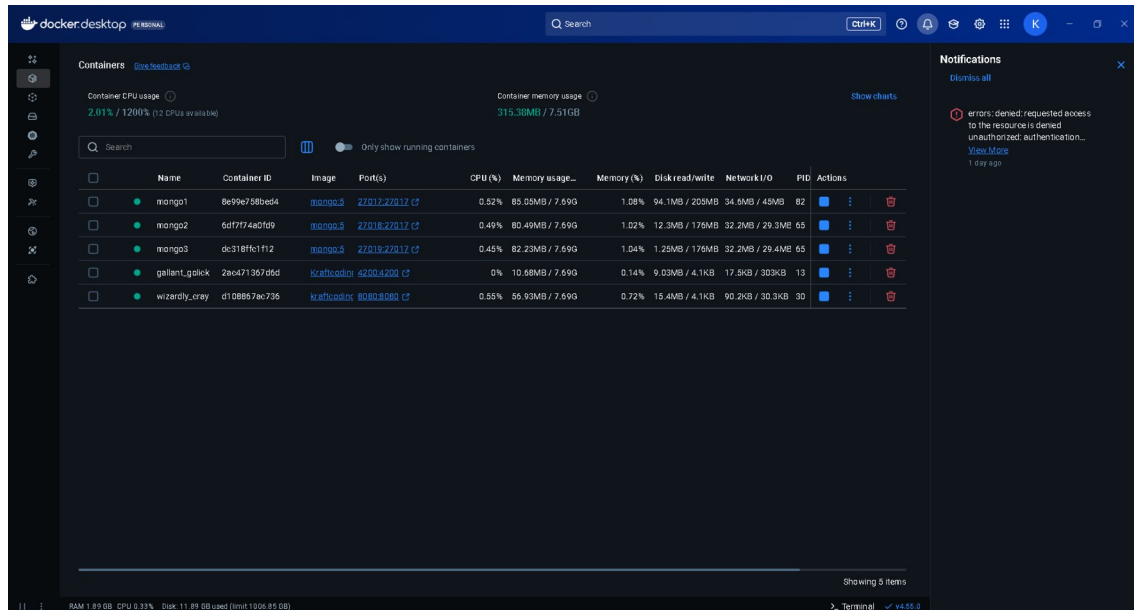 docker.desktop PERSONAL
Search
Ctrl+K
K
Containers Give feedback
Container CPU usage
2.01% / 1200% (12 CPUs available)
Container memory usage
315.38MB / 7.51GB
Show charts
Search
Only show running containers
Name Container ID Image Port(s) CPU (%) Memory usage... Memory (%) Disk read/write Network I/O PID Actions
mongo1 8e99e758bed4 mongo:5 27017:27017 0.52% 85.05MB / 7.69G 1.08% 94.1MB / 205MB 34.6MB / 45MB 82
mongo2 6df7f74a0fd9 mongo:5 27018:27017 0.49% 80.49MB / 7.69G 1.02% 12.3MB / 176MB 32.2MB / 29.3MB 65
mongo3 dc318ffc1f12 mongo:5 27019:27017 0.45% 82.23MB / 7.69G 1.04% 1.25MB / 176MB 32.2MB / 29.4MB 65
gallant_golick 2ac471367d6d Kraftcoding 4200:4200 0% 10.68MB / 7.69G 0.14% 9.03MB / 4.1KB 17.5KB / 303KB 13
wizardly_cray d108867ac736 kraftcoding 8080:8080 0.55% 56.93MB / 7.69G 0.72% 15.4MB / 4.1KB 90.2KB / 30.3KB 30
Showing 5 items
Notifications
Dismiss all
errors: denied: requested access
to the resource is denied
unauthorized: authentication...
View More
1 day ago
RAM 1.89 GB CPU 0.33% Disk: 11.89 GB used (limit 1006.85 GB)
Terminal v4.55.0